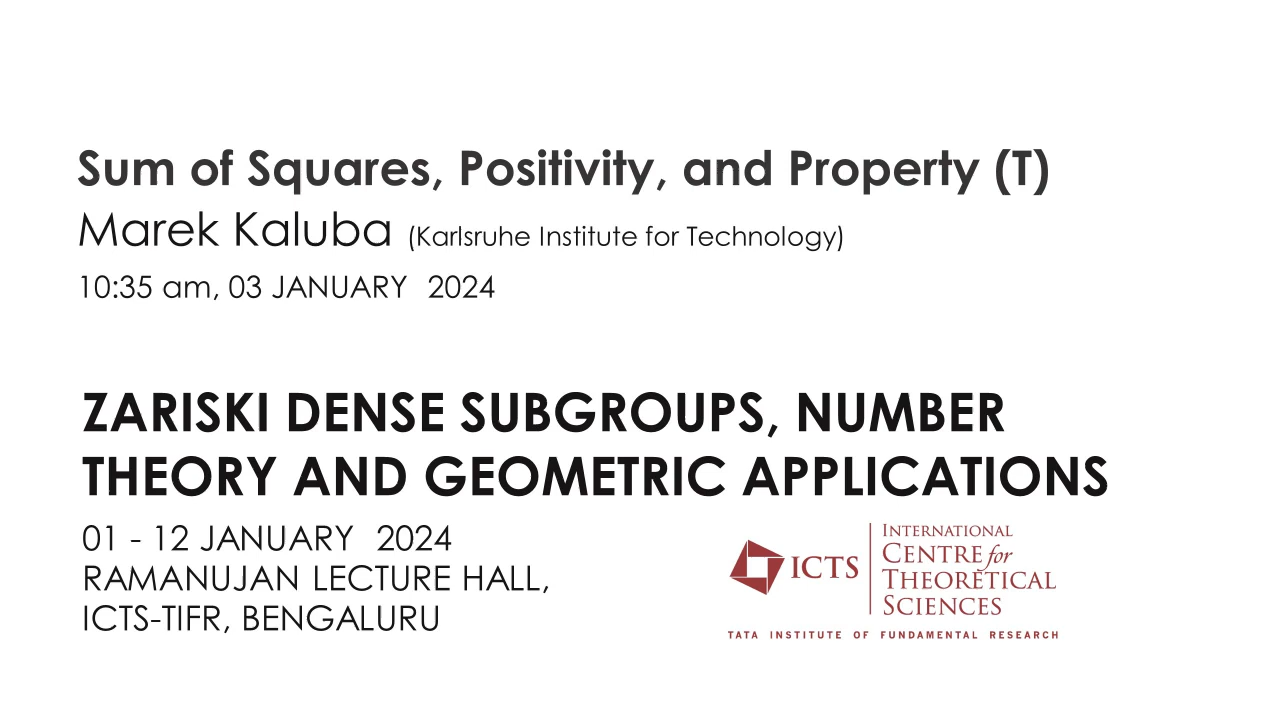 Sum of Squares, Positivity, and Property (T)
Marek Kaluba (Karlsruhe Institute for Technology)
10:35 am, 03 JANUARY 2024
ZARISKI DENSE SUBGROUPS, NUMBER
THEORY AND GEOMETRIC APPLICATIONS
01 - 12 JANUARY 2024
RAMANUJAN LECTURE HALL,
ICTS-TIFR, BENGALURU
ICTS
INTERNATIONAL
CENTRE for
THEORETICAL
SCIENCES
TATA INSTITUTE OF FUNDAMENTAL RESEARCH